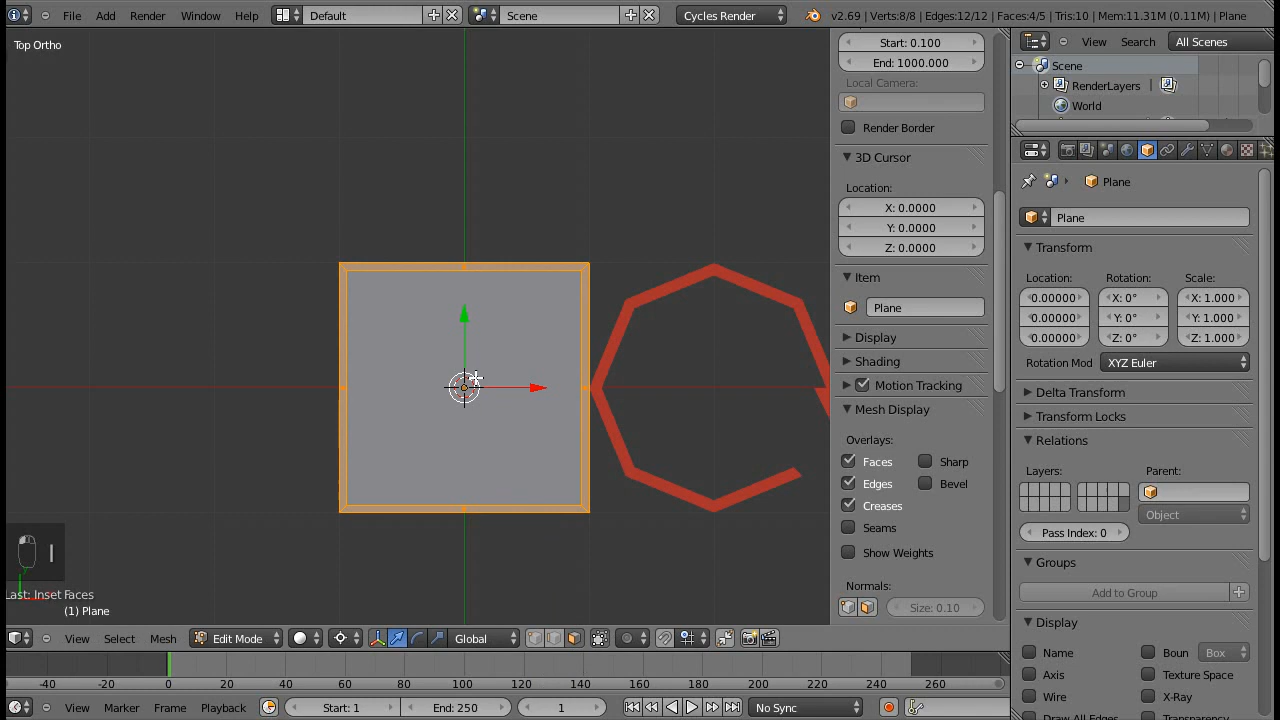 File Add Render Window Help Default Scene Cycles Render v2.69 | Verts:8/8 | Edges:12/12 | Faces:4/5 | Tris:10 | Mem:11.31M (0.11M) | Plane
Top Ortho
Start: 0.100
End: 1000.000
Local Camera:
Render Border
3D Cursor
Location:
X: 0.0000
Y: 0.0000
Z: 0.0000
Item
Plane
Display
Shading
Motion Tracking
Mesh Display
Overlays:
Faces Sharp
Edges Bevel
Creases
Seams
Show Weights
Normals:
Size: 0.10
View Search All Scenes
Scene
RenderLayers |
World
Plane
Plane
Transform
Location: Rotation: Scale:
0.00000 X: 0° X: 1.000
0.00000 Y: 0° Y: 1.000
0.00000 Z: 0° Z: 1.000
Rotation Mod XYZ Euler
Delta Transform
Transform Locks
Relations
Layers: Parent:
Object
Pass Index: 0
Groups
Add to Group
Display
Name Boun Box
Axis Texture Space
Wire X-Ray
I
ast: Inset Faces
(1) Plane
View Select Mesh Edit Mode Global
-40 -20 0 20 40 60 80 100 120 140 160 180 200 220 240 260
View Marker Frame Playback Start: 1 End: 250 1 No Sync